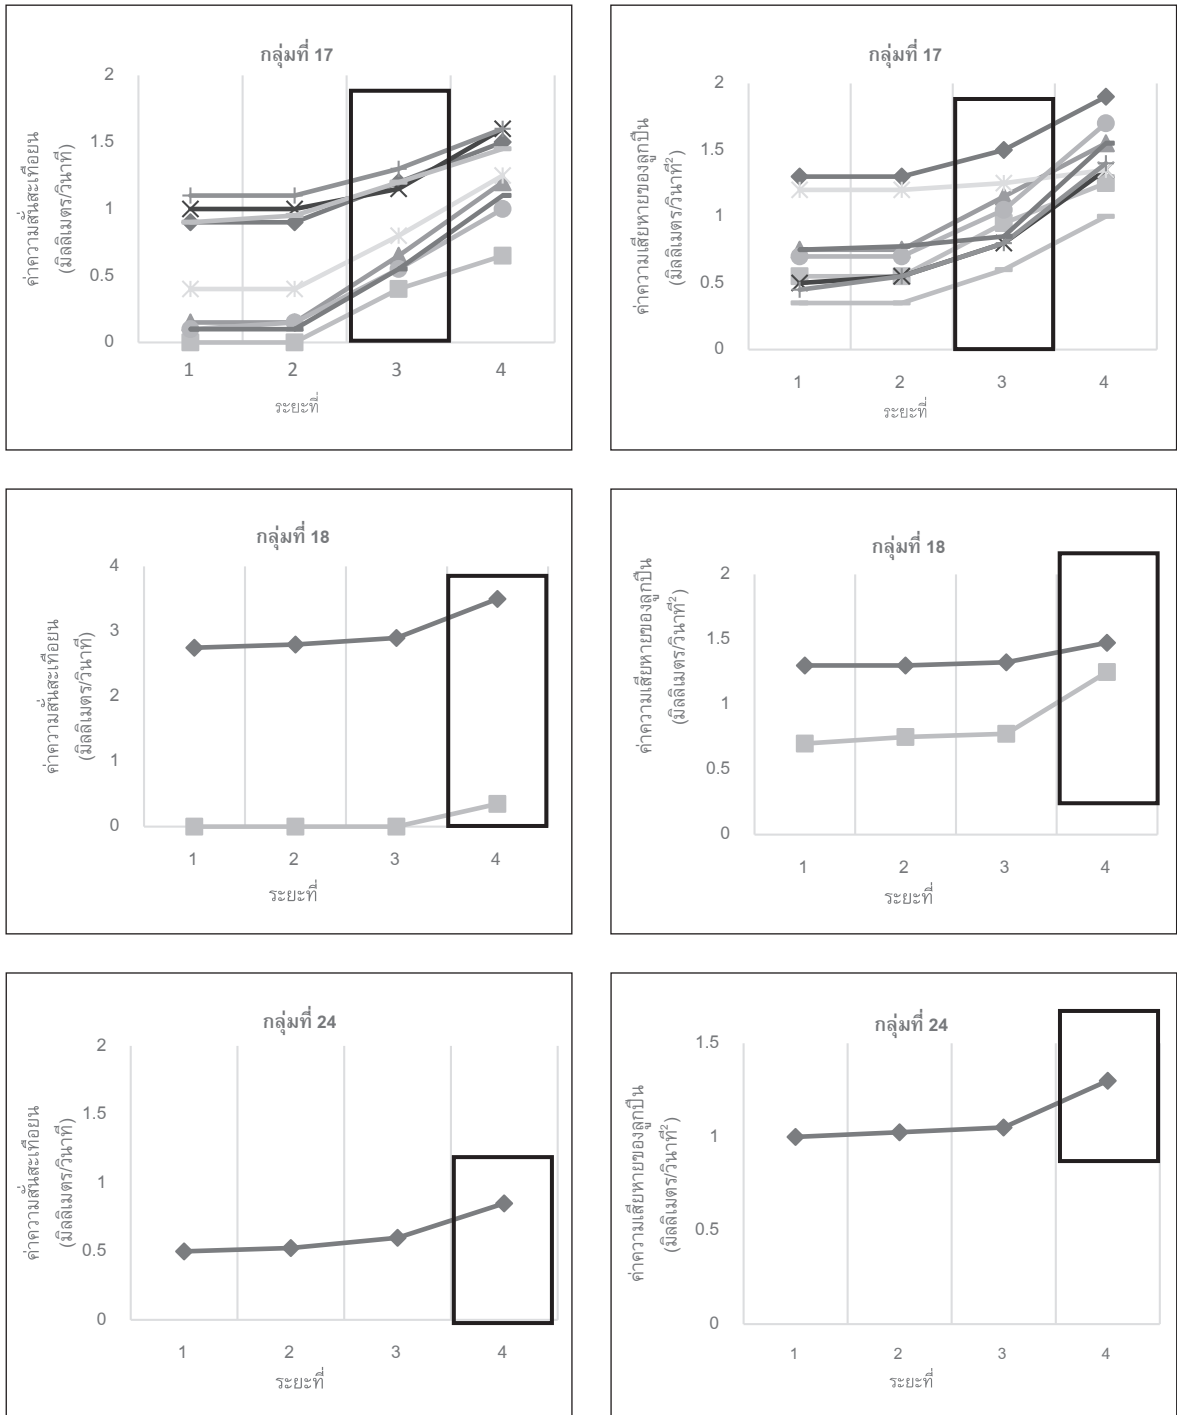 กลุ่มที่ 17
ค่าความสั่นสะเทือยน
(มิลลิเมตร/วินาที)
2
1.5
1
0.5
0
1 2 3 4
ระยะที่
กลุ่มที่ 17
ค่าความเสียหายของลูกปืน
(มิลลิเมตร/วินาที²)
2
1.5
1
0.5
0
1 2 3 4
ระยะที่
กลุ่มที่ 18
ค่าความสั่นสะเทือยน
(มิลลิเมตร/วินาที)
4
3
2
1
0
1 2 3 4
ระยะที่
กลุ่มที่ 18
ค่าความเสียหายของลูกปืน
(มิลลิเมตร/วินาที²)
2
1.5
1
0.5
0
1 2 3 4
ระยะที่
กลุ่มที่ 24
ค่าความสั่นสะเทือยน
(มิลลิเมตร/วินาที)
2
1.5
1
0.5
0
1 2 3 4
ระยะที่
กลุ่มที่ 24
ค่าความเสียหายของลูกปืน
(มิลลิเมตร/วินาที²)
1.5
1
0.5
0
1 2 3 4
ระยะที่